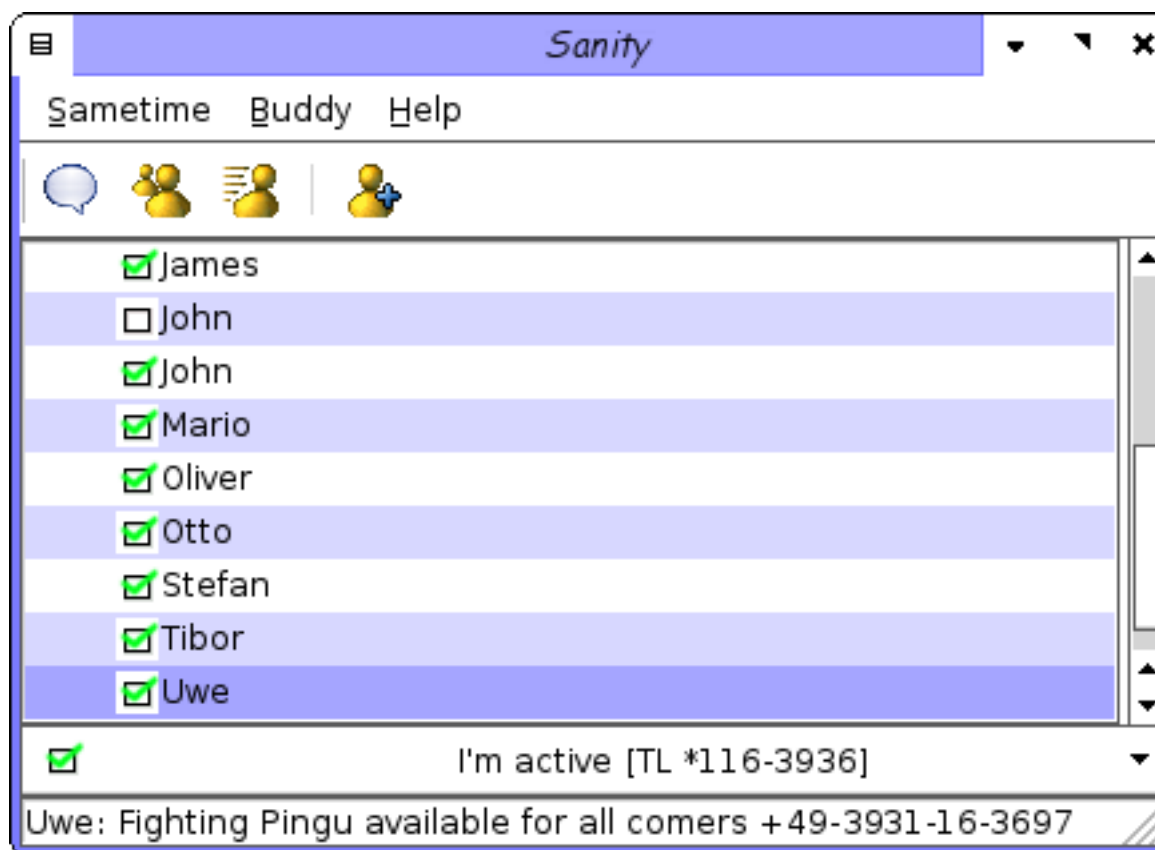 Sanity
Sametime Buddy Help
James
John
John
Mario
Oliver
Otto
Stefan
Tibor
Uwe
I'm active [TL *116-3936]
Uwe: Fighting Pingu available for all comers +49-3931-16-3697